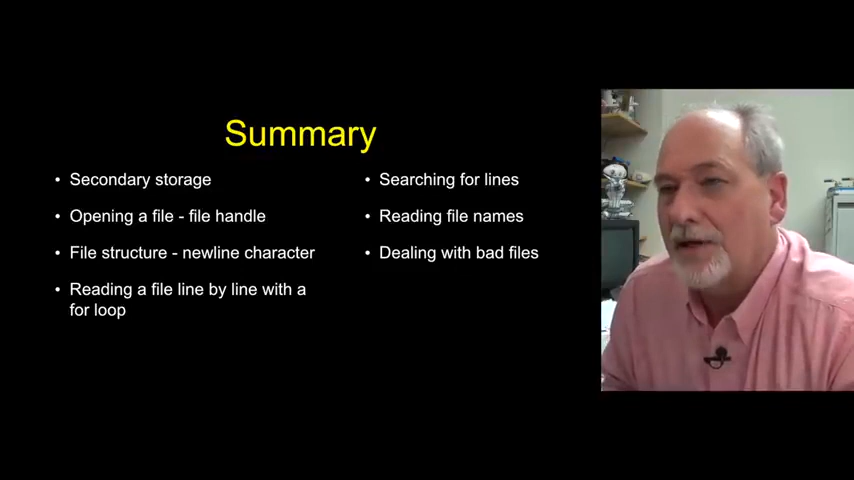 Summary
• Secondary storage
• Opening a file - file handle
• File structure - newline character
• Reading a file line by line with a
for loop
• Searching for lines
• Reading file names
• Dealing with bad files